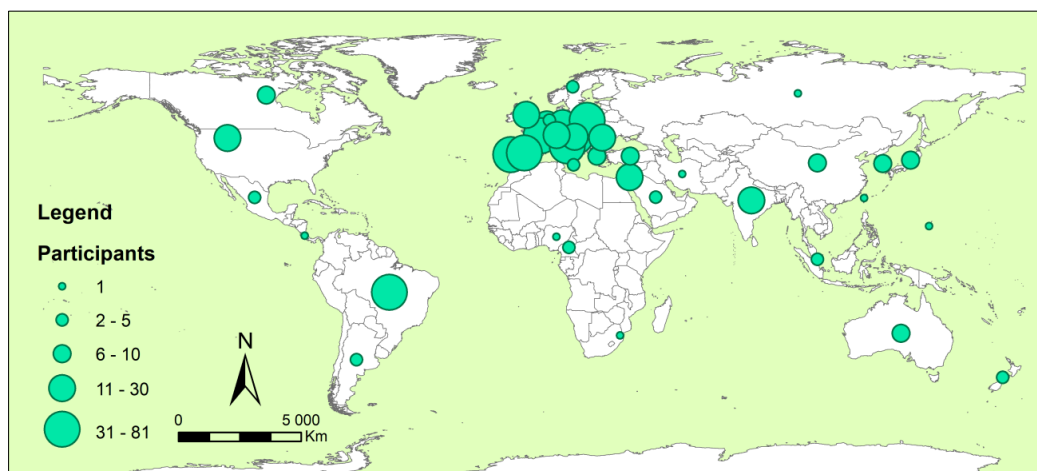 Legend
Participants
1
2 - 5
6 - 10
11 - 30
31 - 81
N
0 5 000
Km